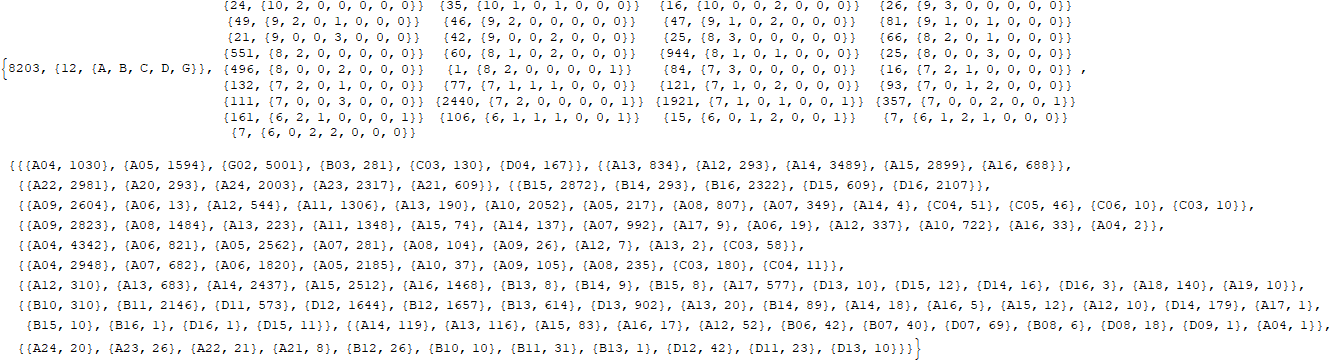 {24, {10, 2, 0, 0, 0, 0, 0}} {35, {10, 1, 0, 1, 0, 0, 0}} {16, {10, 0, 0, 2, 0, 0, 0}} {26, {9, 3, 0, 0, 0, 0, 0}}
{49, {9, 2, 0, 1, 0, 0, 0}} {46, {9, 2, 0, 0, 0, 0, 0}} {47, {9, 1, 0, 2, 0, 0, 0}} {81, {9, 1, 0, 1, 0, 0, 0}}
{21, {9, 0, 0, 3, 0, 0, 0}} {42, {9, 0, 0, 2, 0, 0, 0}} {25, {8, 3, 0, 0, 0, 0, 0}} {66, {8, 2, 0, 1, 0, 0, 0}}
{551, {8, 2, 0, 0, 0, 0, 0}} {60, {8, 1, 0, 2, 0, 0, 0}} {944, {8, 1, 0, 1, 0, 0, 0}} {25, {8, 0, 0, 3, 0, 0, 0}}
{8203, {12, {A, B, C, D, G}}, {496, {8, 0, 0, 2, 0, 0, 0}} {1, {8, 2, 0, 0, 0, 0, 1}} {84, {7, 3, 0, 0, 0, 0, 0}} {16, {7, 2, 1, 0, 0, 0, 0}} ,
{132, {7, 2, 0, 1, 0, 0, 0}} {77, {7, 1, 1, 1, 0, 0, 0}} {121, {7, 1, 0, 2, 0, 0, 0}} {93, {7, 0, 1, 2, 0, 0, 0}}
{111, {7, 0, 0, 3, 0, 0, 0}} {2440, {7, 2, 0, 0, 0, 0, 1}} {1921, {7, 1, 0, 1, 0, 0, 1}} {357, {7, 0, 0, 2, 0, 0, 1}}
{161, {6, 2, 1, 0, 0, 0, 1}} {106, {6, 1, 1, 1, 0, 0, 1}} {15, {6, 0, 1, 2, 0, 0, 1}} {7, {6, 1, 2, 1, 0, 0, 0}}
{7, {6, 0, 2, 2, 0, 0, 0}}
{{{A04, 1030}, {A05, 1594}, {G02, 5001}, {B03, 281}, {C03, 130}, {D04, 167}}, {{A13, 834}, {A12, 293}, {A14, 3489}, {A15, 2899}, {A16, 688}},
{{A22, 2981}, {A20, 293}, {A24, 2003}, {A23, 2317}, {A21, 609}}, {{B15, 2872}, {B14, 293}, {B16, 2322}, {D15, 609}, {D16, 2107}},
{{A09, 2604}, {A06, 13}, {A12, 544}, {A11, 1306}, {A13, 190}, {A10, 2052}, {A05, 217}, {A08, 807}, {A07, 349}, {A14, 4}, {C04, 51}, {C05, 46}, {C06, 10}, {C03, 10}},
{{A09, 2823}, {A08, 1484}, {A13, 223}, {A11, 1348}, {A15, 74}, {A14, 137}, {A07, 992}, {A17, 9}, {A06, 19}, {A12, 337}, {A10, 722}, {A16, 33}, {A04, 2}},
{{A04, 4342}, {A06, 821}, {A05, 2562}, {A07, 281}, {A08, 104}, {A09, 26}, {A12, 7}, {A13, 2}, {C03, 58}},
{{A04, 2948}, {A07, 682}, {A06, 1820}, {A05, 2185}, {A10, 37}, {A09, 105}, {A08, 235}, {C03, 180}, {C04, 11}},
{{A12, 310}, {A13, 683}, {A14, 2437}, {A15, 2512}, {A16, 1468}, {B13, 8}, {B14, 9}, {B15, 8}, {A17, 577}, {D13, 10}, {D15, 12}, {D14, 16}, {D16, 3}, {A18, 140}, {A19, 10}},
{{B10, 310}, {B11, 2146}, {D11, 573}, {D12, 1644}, {B12, 1657}, {B13, 614}, {D13, 902}, {A13, 20}, {B14, 89}, {A14, 18}, {A16, 5}, {A15, 12}, {A12, 10}, {D14, 179}, {A17, 1},
{B15, 10}, {B16, 1}, {D16, 1}, {D15, 11}}, {{A14, 119}, {A13, 116}, {A15, 83}, {A16, 17}, {A12, 52}, {B06, 42}, {B07, 40}, {D07, 69}, {B08, 6}, {D08, 18}, {D09, 1}, {A04, 1}},
{{A24, 20}, {A23, 26}, {A22, 21}, {A21, 8}, {B12, 26}, {B10, 10}, {B11, 31}, {B13, 1}, {D12, 42}, {D11, 23}, {D13, 10}}}}